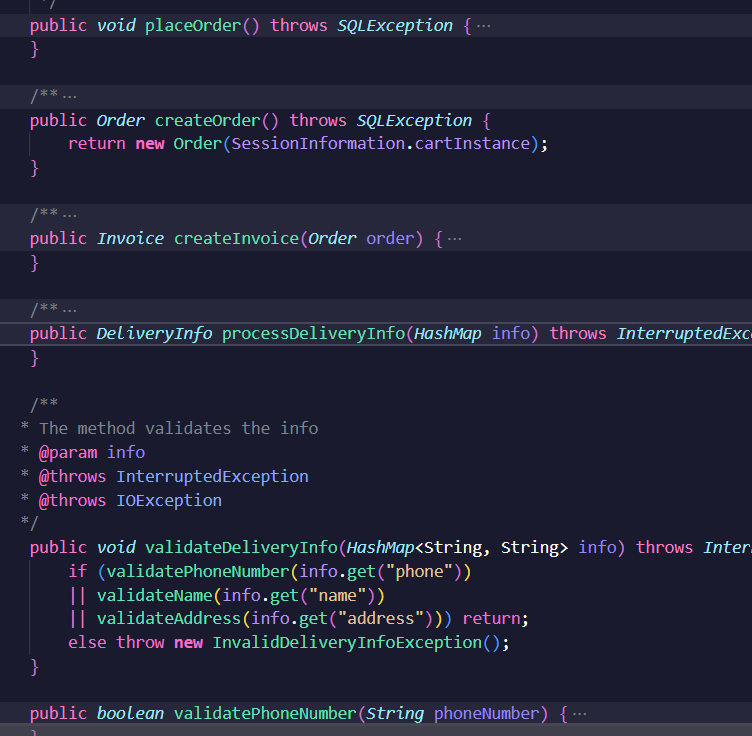 */
public void placeOrder() throws SQLException { ...
}
/** ...
public Order createOrder() throws SQLException {
return new Order(SessionInformation.cartInstance);
}
/** ...
public Invoice createInvoice(Order order) { ...
}
/** ...
public DeliveryInfo processDeliveryInfo(HashMap info) throws InterruptedExc
}
/**
* The method validates the info
* @param info
* @throws InterruptedException
* @throws IOException
*/
public void validateDeliveryInfo(HashMap<String, String> info) throws Inter
if (validatePhoneNumber(info.get("phone"))
|| validateName(info.get("name"))
|| validateAddress(info.get("address"))) return;
else throw new InvalidDeliveryInfoException();
}
public boolean validatePhoneNumber(String phoneNumber) { ...
}